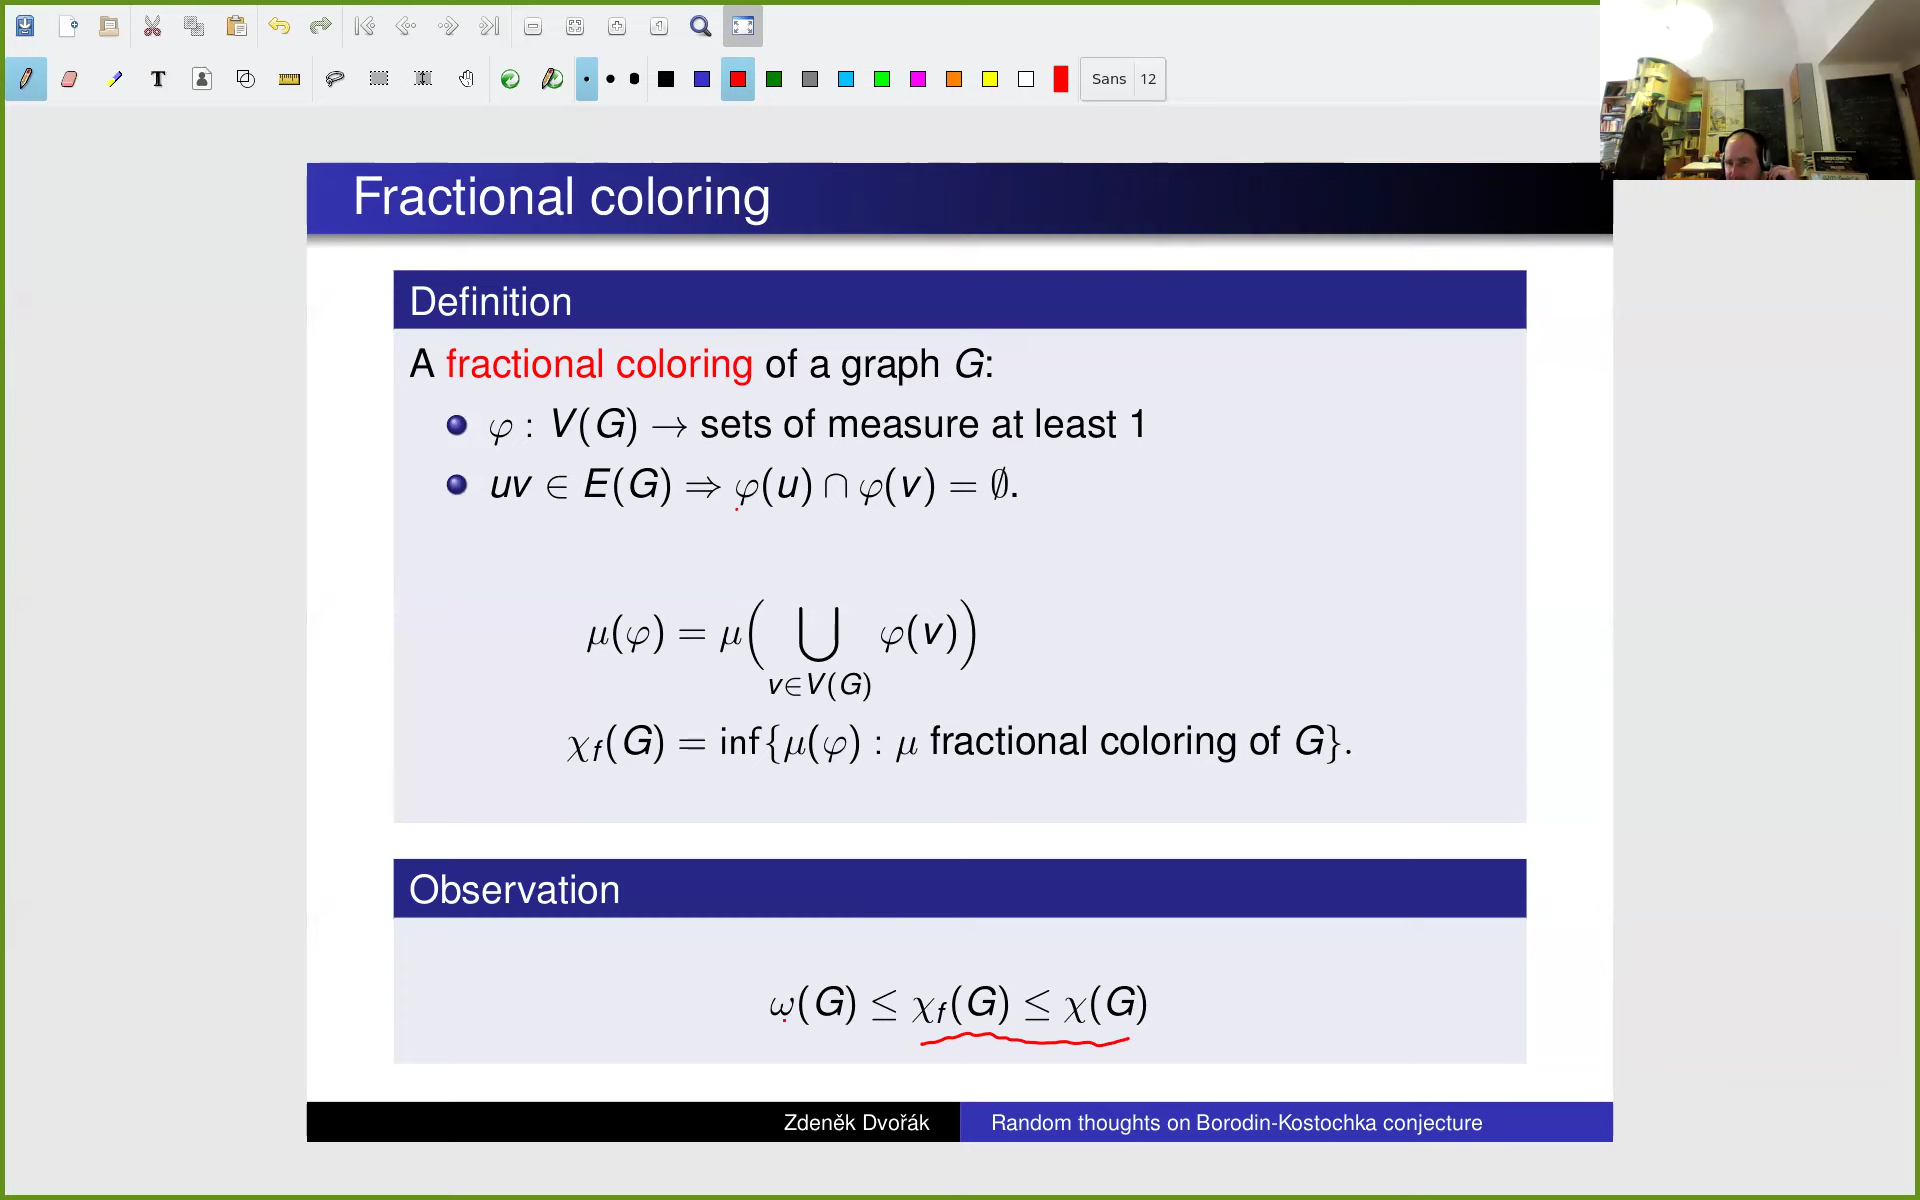 T
Sans 12
Fractional coloring
Definition
A fractional coloring of a graph G:
φ : V(G) → sets of measure at least 1
uv ∈ E(G) ⇒ φ(u) ∩ φ(v) = ∅.
μ(φ) = μ( ⋃ φ(v) )
v∈V(G)
χf(G) = inf{μ(φ) : μ fractional coloring of G}.
Observation
ω(G) ≤ χf(G) ≤ χ(G)
Zdeněk Dvořák Random thoughts on Borodin-Kostochka conjecture